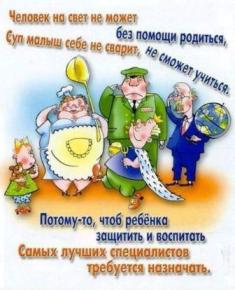 Человек на свет не может
без помощи родиться,
Суп малыш себе не сварит,
не сможет учиться.
Потому-то, чтоб ребёнка
защитить и воспитать
Самых лучших специалистов
требуется назначать.